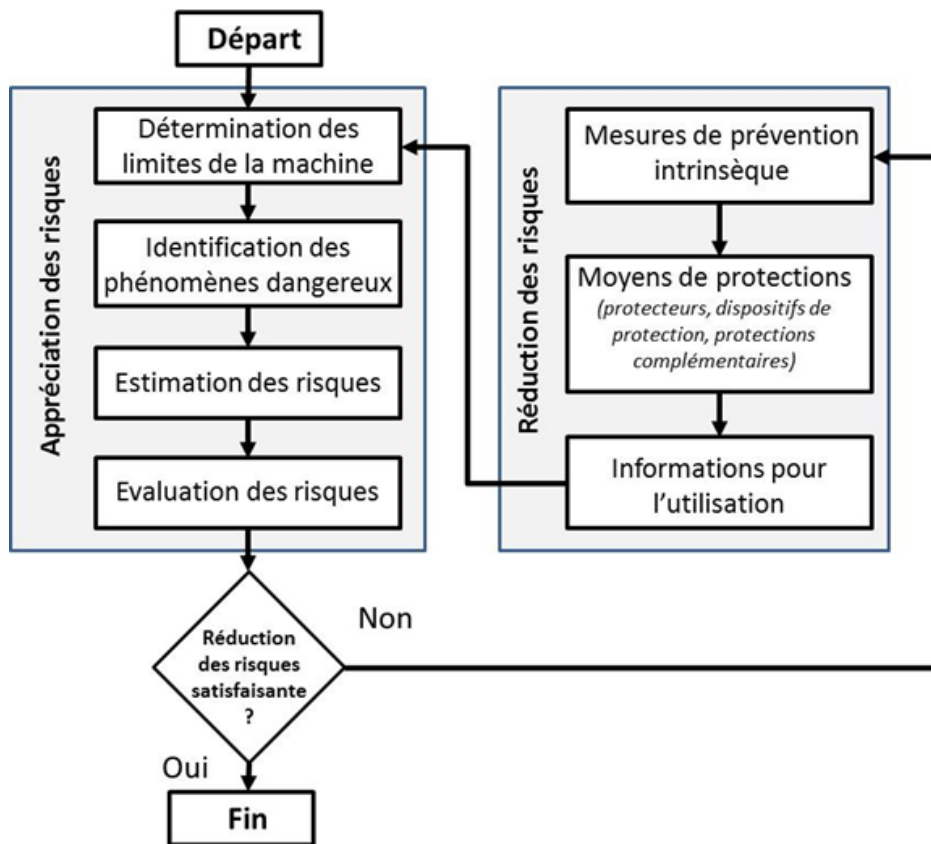 Départ
Appréciation des risques
Détermination des
limites de la machine
Identification des
phénomènes dangereux
Estimation des risques
Evaluation des risques
Réduction
des risques
satisfaisante
?
Non
Oui
Fin
Réduction des risques
Mesures de prévention
intrinsèque
Moyens de protections
(protecteurs, dispositifs de
protection, protections
complémentaires)
Informations pour
l'utilisation